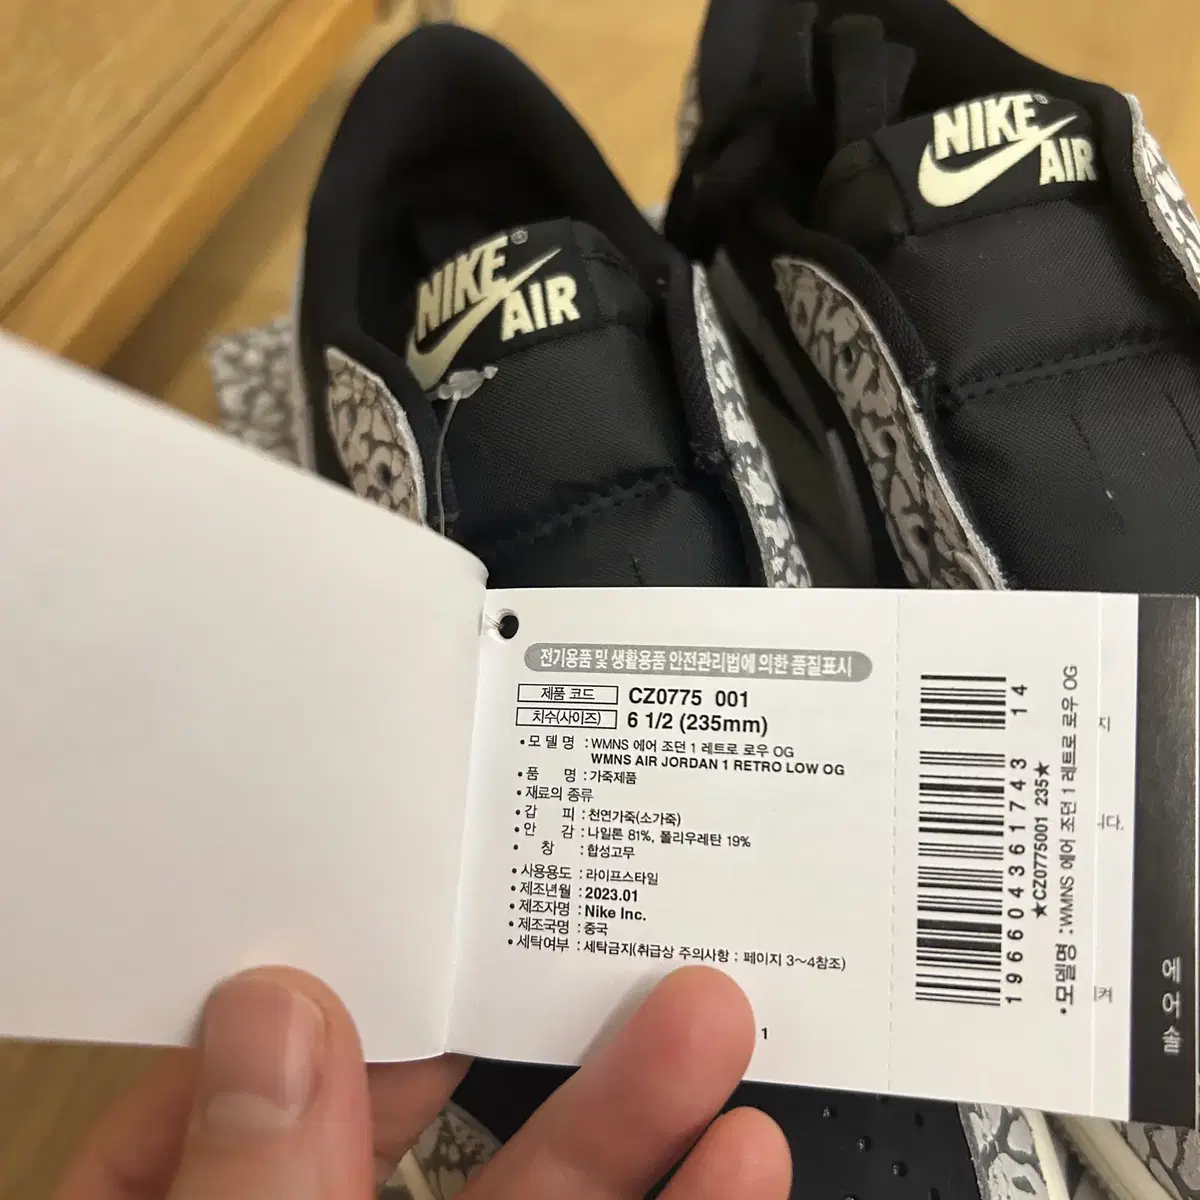 NIKE®
AIR
NIKE®
AIR
전기용품 및 생활용품 안전관리법에 의한 품질표시
제품 코드 CZ0775 001
치수(사이즈) 6 1/2 (235mm)
• 모 델 명 : WMNS 에어 조던 1 레트로 로우 OG
WMNS AIR JORDAN 1 RETRO LOW OG
• 품 명 : 가죽제품
• 재료의 종류
• 갑 피 : 천연가죽(소가죽)
• 안 감 : 나일론 81%, 폴리우레탄 19%
• 창 : 합성고무
• 사용용도 : 라이프스타일
• 제조년월 : 2023.01
• 제조자명 : Nike Inc.
• 제조국명 : 중국
• 세탁여부 : 세탁금지(취급상 주의사항 : 페이지 3~4참조)
1
196604361743 14
★CZ0775001 235★
• 모델명 : WMNS 에어 조던 1 레트로 로우 OG
지
니다.
켜
에어솔